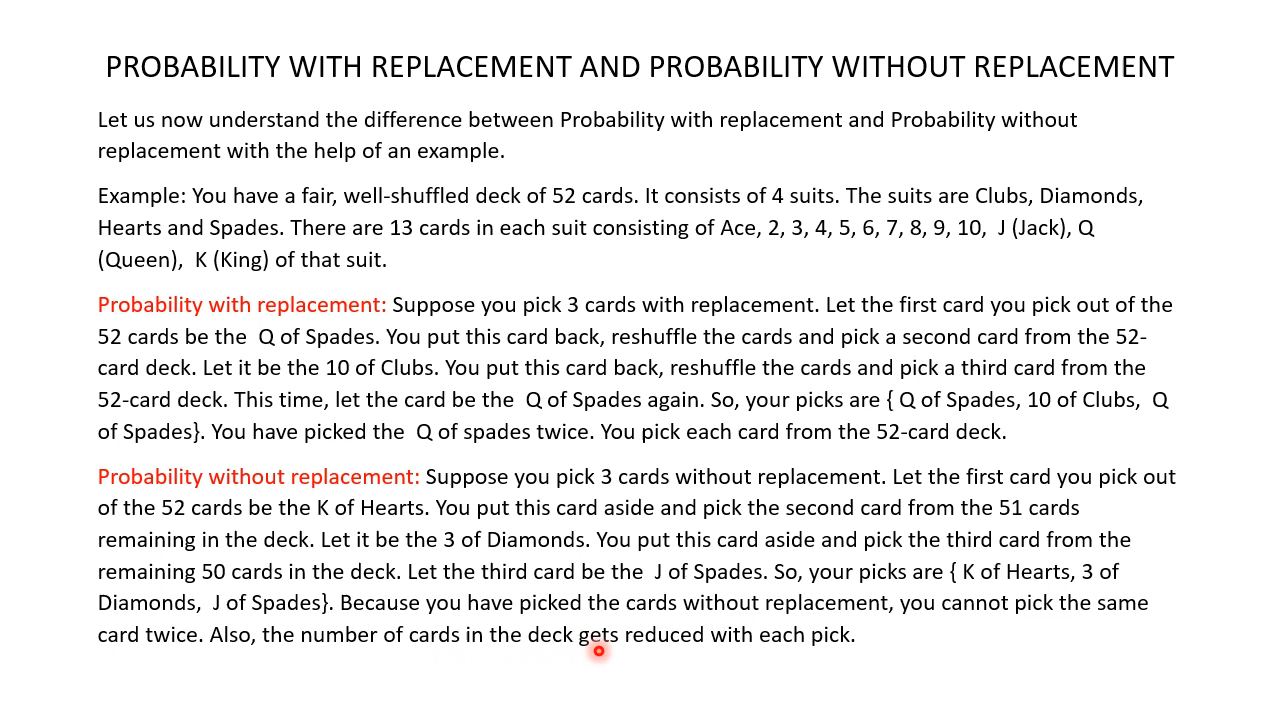 PROBABILITY WITH REPLACEMENT AND PROBABILITY WITHOUT REPLACEMENT
Let us now understand the difference between Probability with replacement and Probability without
replacement with the help of an example.
Example: You have a fair, well-shuffled deck of 52 cards. It consists of 4 suits. The suits are Clubs, Diamonds,
Hearts and Spades. There are 13 cards in each suit consisting of Ace, 2, 3, 4, 5, 6, 7, 8, 9, 10,  J (Jack), Q
(Queen),  K (King) of that suit.
Probability with replacement: Suppose you pick 3 cards with replacement. Let the first card you pick out of the
52 cards be the  Q of Spades. You put this card back, reshuffle the cards and pick a second card from the 52-
card deck. Let it be the 10 of Clubs. You put this card back, reshuffle the cards and pick a third card from the
52-card deck. This time, let the card be the  Q of Spades again. So, your picks are { Q of Spades, 10 of Clubs,  Q
of Spades}. You have picked the  Q of spades twice. You pick each card from the 52-card deck.
Probability without replacement: Suppose you pick 3 cards without replacement. Let the first card you pick out
of the 52 cards be the K of Hearts. You put this card aside and pick the second card from the 51 cards
remaining in the deck. Let it be the 3 of Diamonds. You put this card aside and pick the third card from the
remaining 50 cards in the deck. Let the third card be the  J of Spades. So, your picks are { K of Hearts, 3 of
Diamonds,  J of Spades}. Because you have picked the cards without replacement, you cannot pick the same
card twice. Also, the number of cards in the deck gets reduced with each pick.